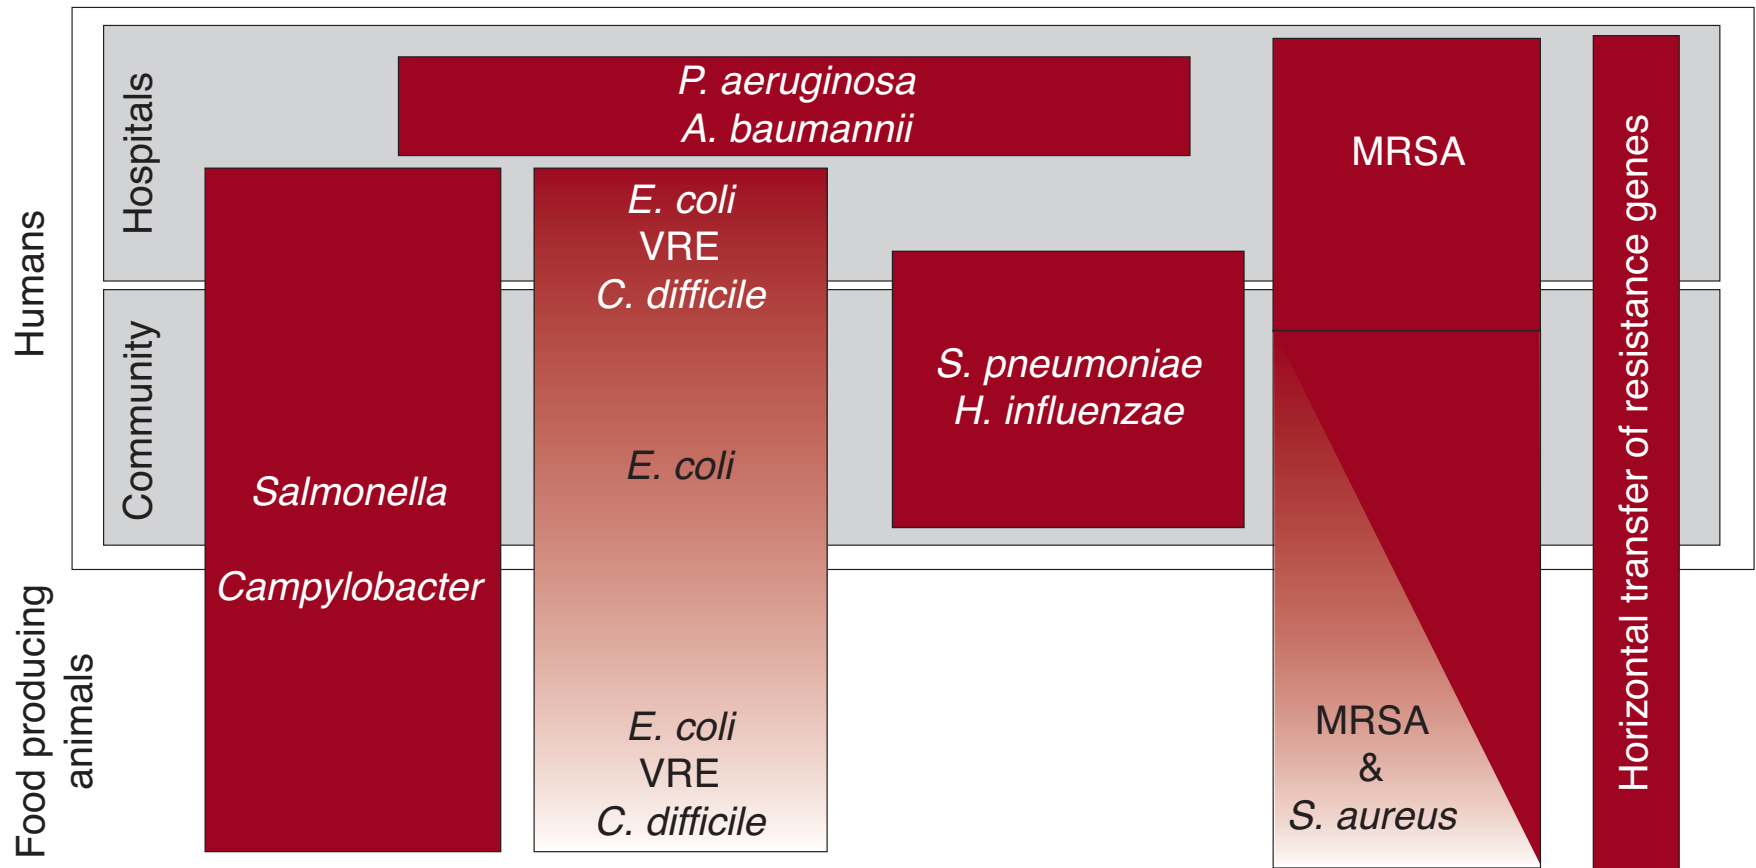 Humans
Hospitals
Community
Food producing
animals
P. aeruginosa
A. baumannii
Salmonella
Campylobacter
E. coli
VRE
C. difficile
E. coli
E. coli
VRE
C. difficile
S. pneumoniae
H. influenzae
MRSA
MRSA
&
S. aureus
Horizontal transfer of resistance genes